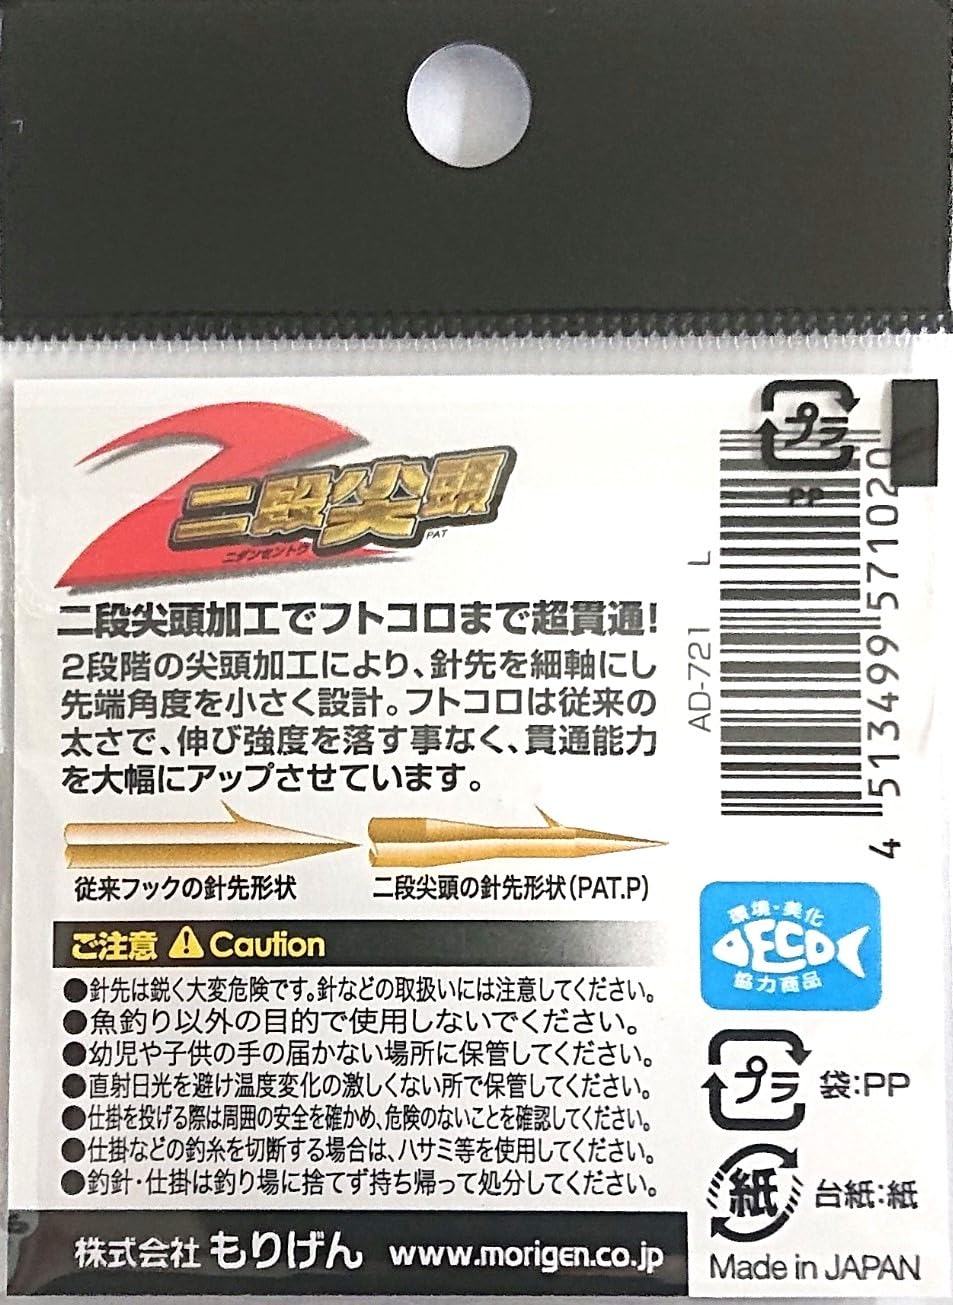 二段尖頭
PAT
ニダンセントウ
二段尖頭加工でフトコロまで超貫通!
2段階の尖頭加工により、針先を細軸にし
先端角度を小さく設計。フトコロは従来の
太さで、伸び強度を落す事なく、貫通能力
を大幅にアップさせています。
従来フックの針先形状
二段尖頭の針先形状(PAT.P)
ご注意 Caution
●針先は鋭く大変危険です。針などの取扱いには注意してください。
●魚釣り以外の目的で使用しないでください。
●幼児や子供の手の届かない場所に保管してください。
●直射日光を避け温度変化の激しくない所で保管してください。
●仕掛を投げる際は周囲の安全を確かめ、危険のないことを確認してください。
●仕掛などの釣糸を切断する場合は、ハサミ等を使用してください。
●釣針・仕掛は釣り場に捨てず持ち帰って処分してください。
株式会社 もりげん www.morigen.co.jp
プラ
PP
AD-721 L
4 513499 571020
環境・美化
ECO
協力商品
プラ 袋:PP
紙 台紙:紙
Made in JAPAN